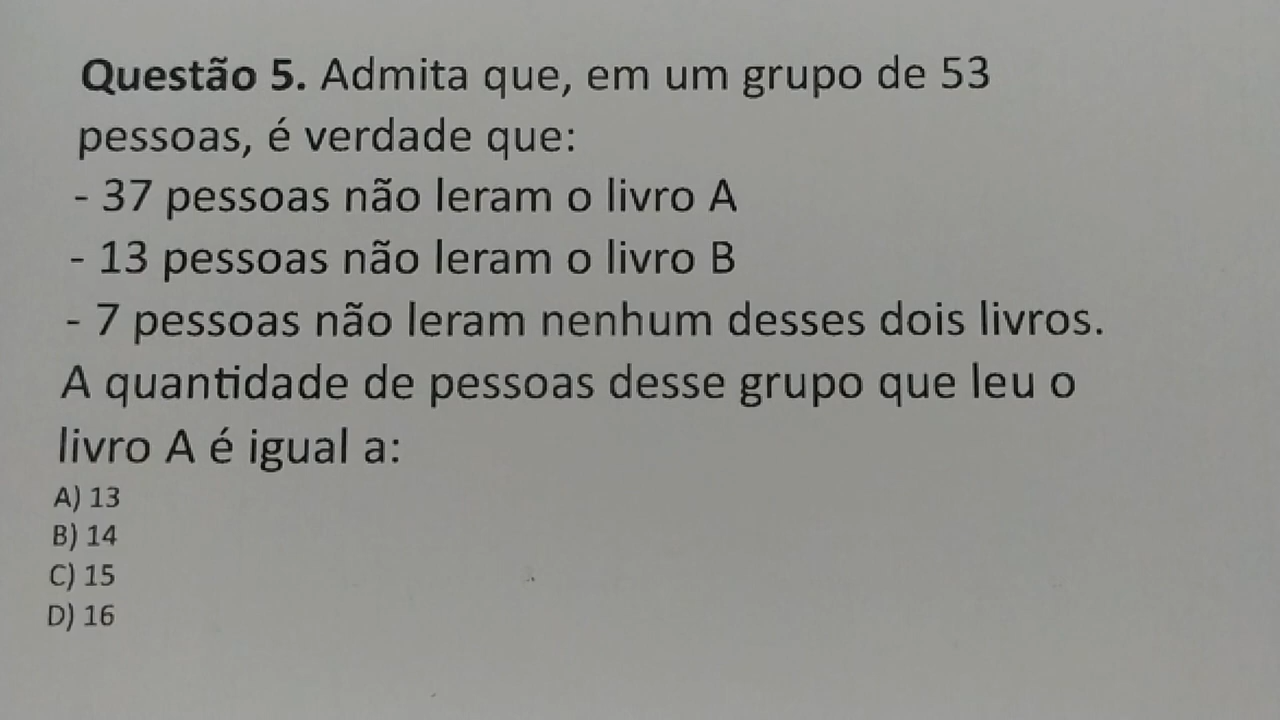 Questão 5. Admita que, em um grupo de 53
pessoas, é verdade que:
- 37 pessoas não leram o livro A
- 13 pessoas não leram o livro B
- 7 pessoas não leram nenhum desses dois livros.
A quantidade de pessoas desse grupo que leu o
livro A é igual a:
A) 13
B) 14
C) 15
D) 16